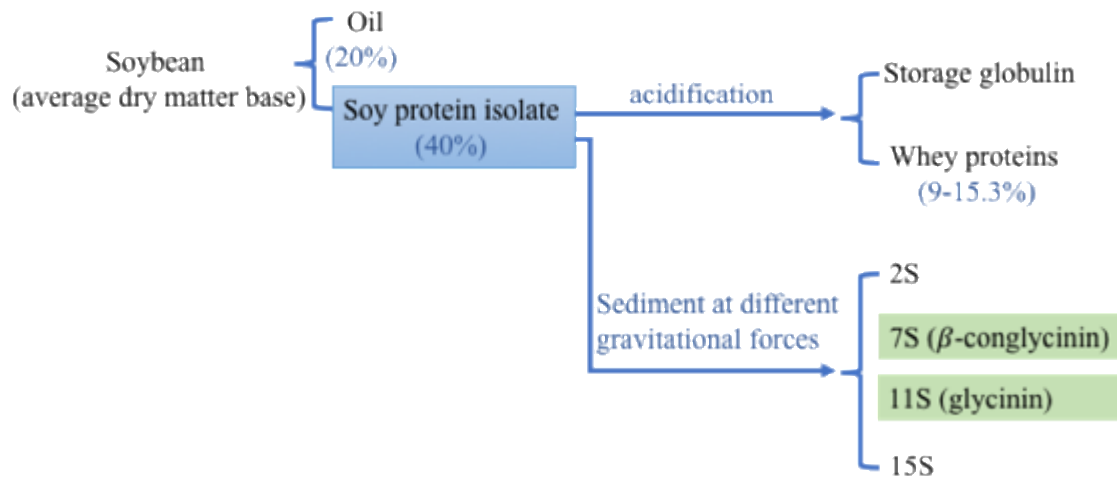 Oil
(20%)
Soybean
(average dry matter base)
Soy protein isolate
(40%)
acidification
Storage globulin
Whey proteins
(9-15.3%)
Sediment at different
gravitational forces
2S
7S (β-conglycinin)
11S (glycinin)
15S